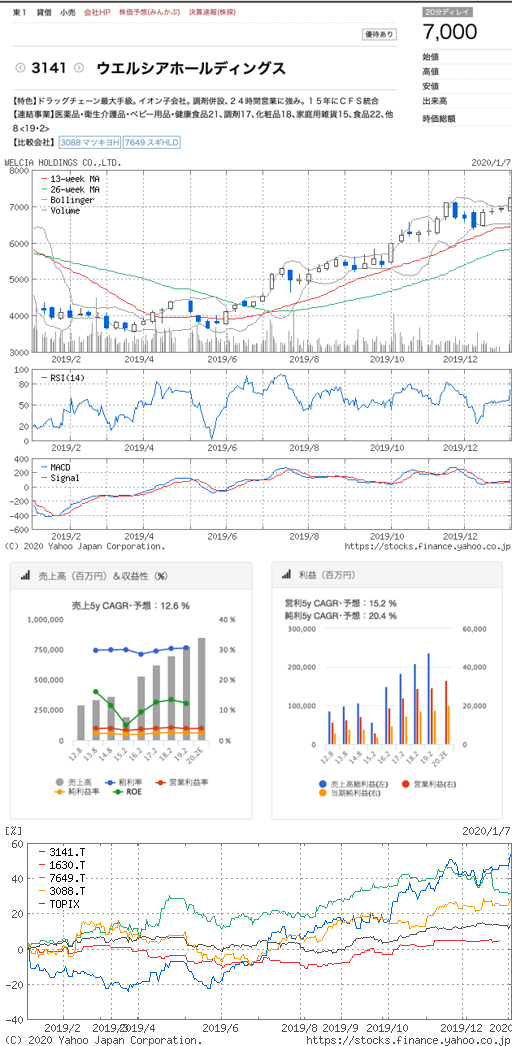 東1 貸借 小売 会社HP 株価予想(みんかぶ) 決算速報(株探)
20分ディレイ
7,000
優待あり
3141 ウエルシアホールディングス
始値
高値
安値
出来高
時価総額
【特色】ドラッグチェーン最大手級。イオン子会社。調剤併設、２４時間営業に強み。１５年にＣＦＳ統合
【連結事業】医薬品・衛生介護品・ベビー用品・健康食品21、調剤17、化粧品18、家庭用雑貨15、食品22、他
8<19・2>
【比較会社】 3088 マツキヨH 7649 スギHLD
WELCIA HOLDINGS CO.,LTD. 2020/1/7
8000
7000
6000
5000
4000
3000
13-week MA
26-week MA
Bollinger
Volume
2019/2 2019/4 2019/6 2019/8 2019/10 2019/12
100
80
60
40
20
0
RSI(14)
2019/2 2019/4 2019/6 2019/8 2019/10 2019/12
400
200
0
-200
-400
-600
MACD
Signal
2019/2 2019/4 2019/6 2019/8 2019/10 2019/12
(C) 2020 Yahoo Japan Corporation. https://stocks.finance.yahoo.co.jp
売上高（百万円）＆収益性（%）
売上5y CAGR・予想：12.6 %
1,000,000 40 %
750,000 30 %
500,000 20 %
250,000 10 %
0 0 %
12.8 13.8 14.8 15.2 16.2 17.2 18.2 19.2 20.2E
売上高 粗利率 営業利益率
純利益率 ROE
利益（百万円）
営利5y CAGR・予想：15.2 %
純利5y CAGR・予想：20.4 %
300,000 60,000
200,000 40,000
100,000 20,000
0 0
12.8 13.8 14.8 15.2 16.2 17.2 18.2 19.2 20.2E
売上高総利益(左) 営業利益(右)
当期純利益(右)
[%] 2020/1/7
60
40
20
0
-20
-40
3141.T
1630.T
7649.T
3088.T
TOPIX
2019/2 2019/4 2019/6 2019/8 2019/9 2019/10 2019/12
(C) 2020 Yahoo Japan Corporation. https://stocks.finance.yahoo.co.jp